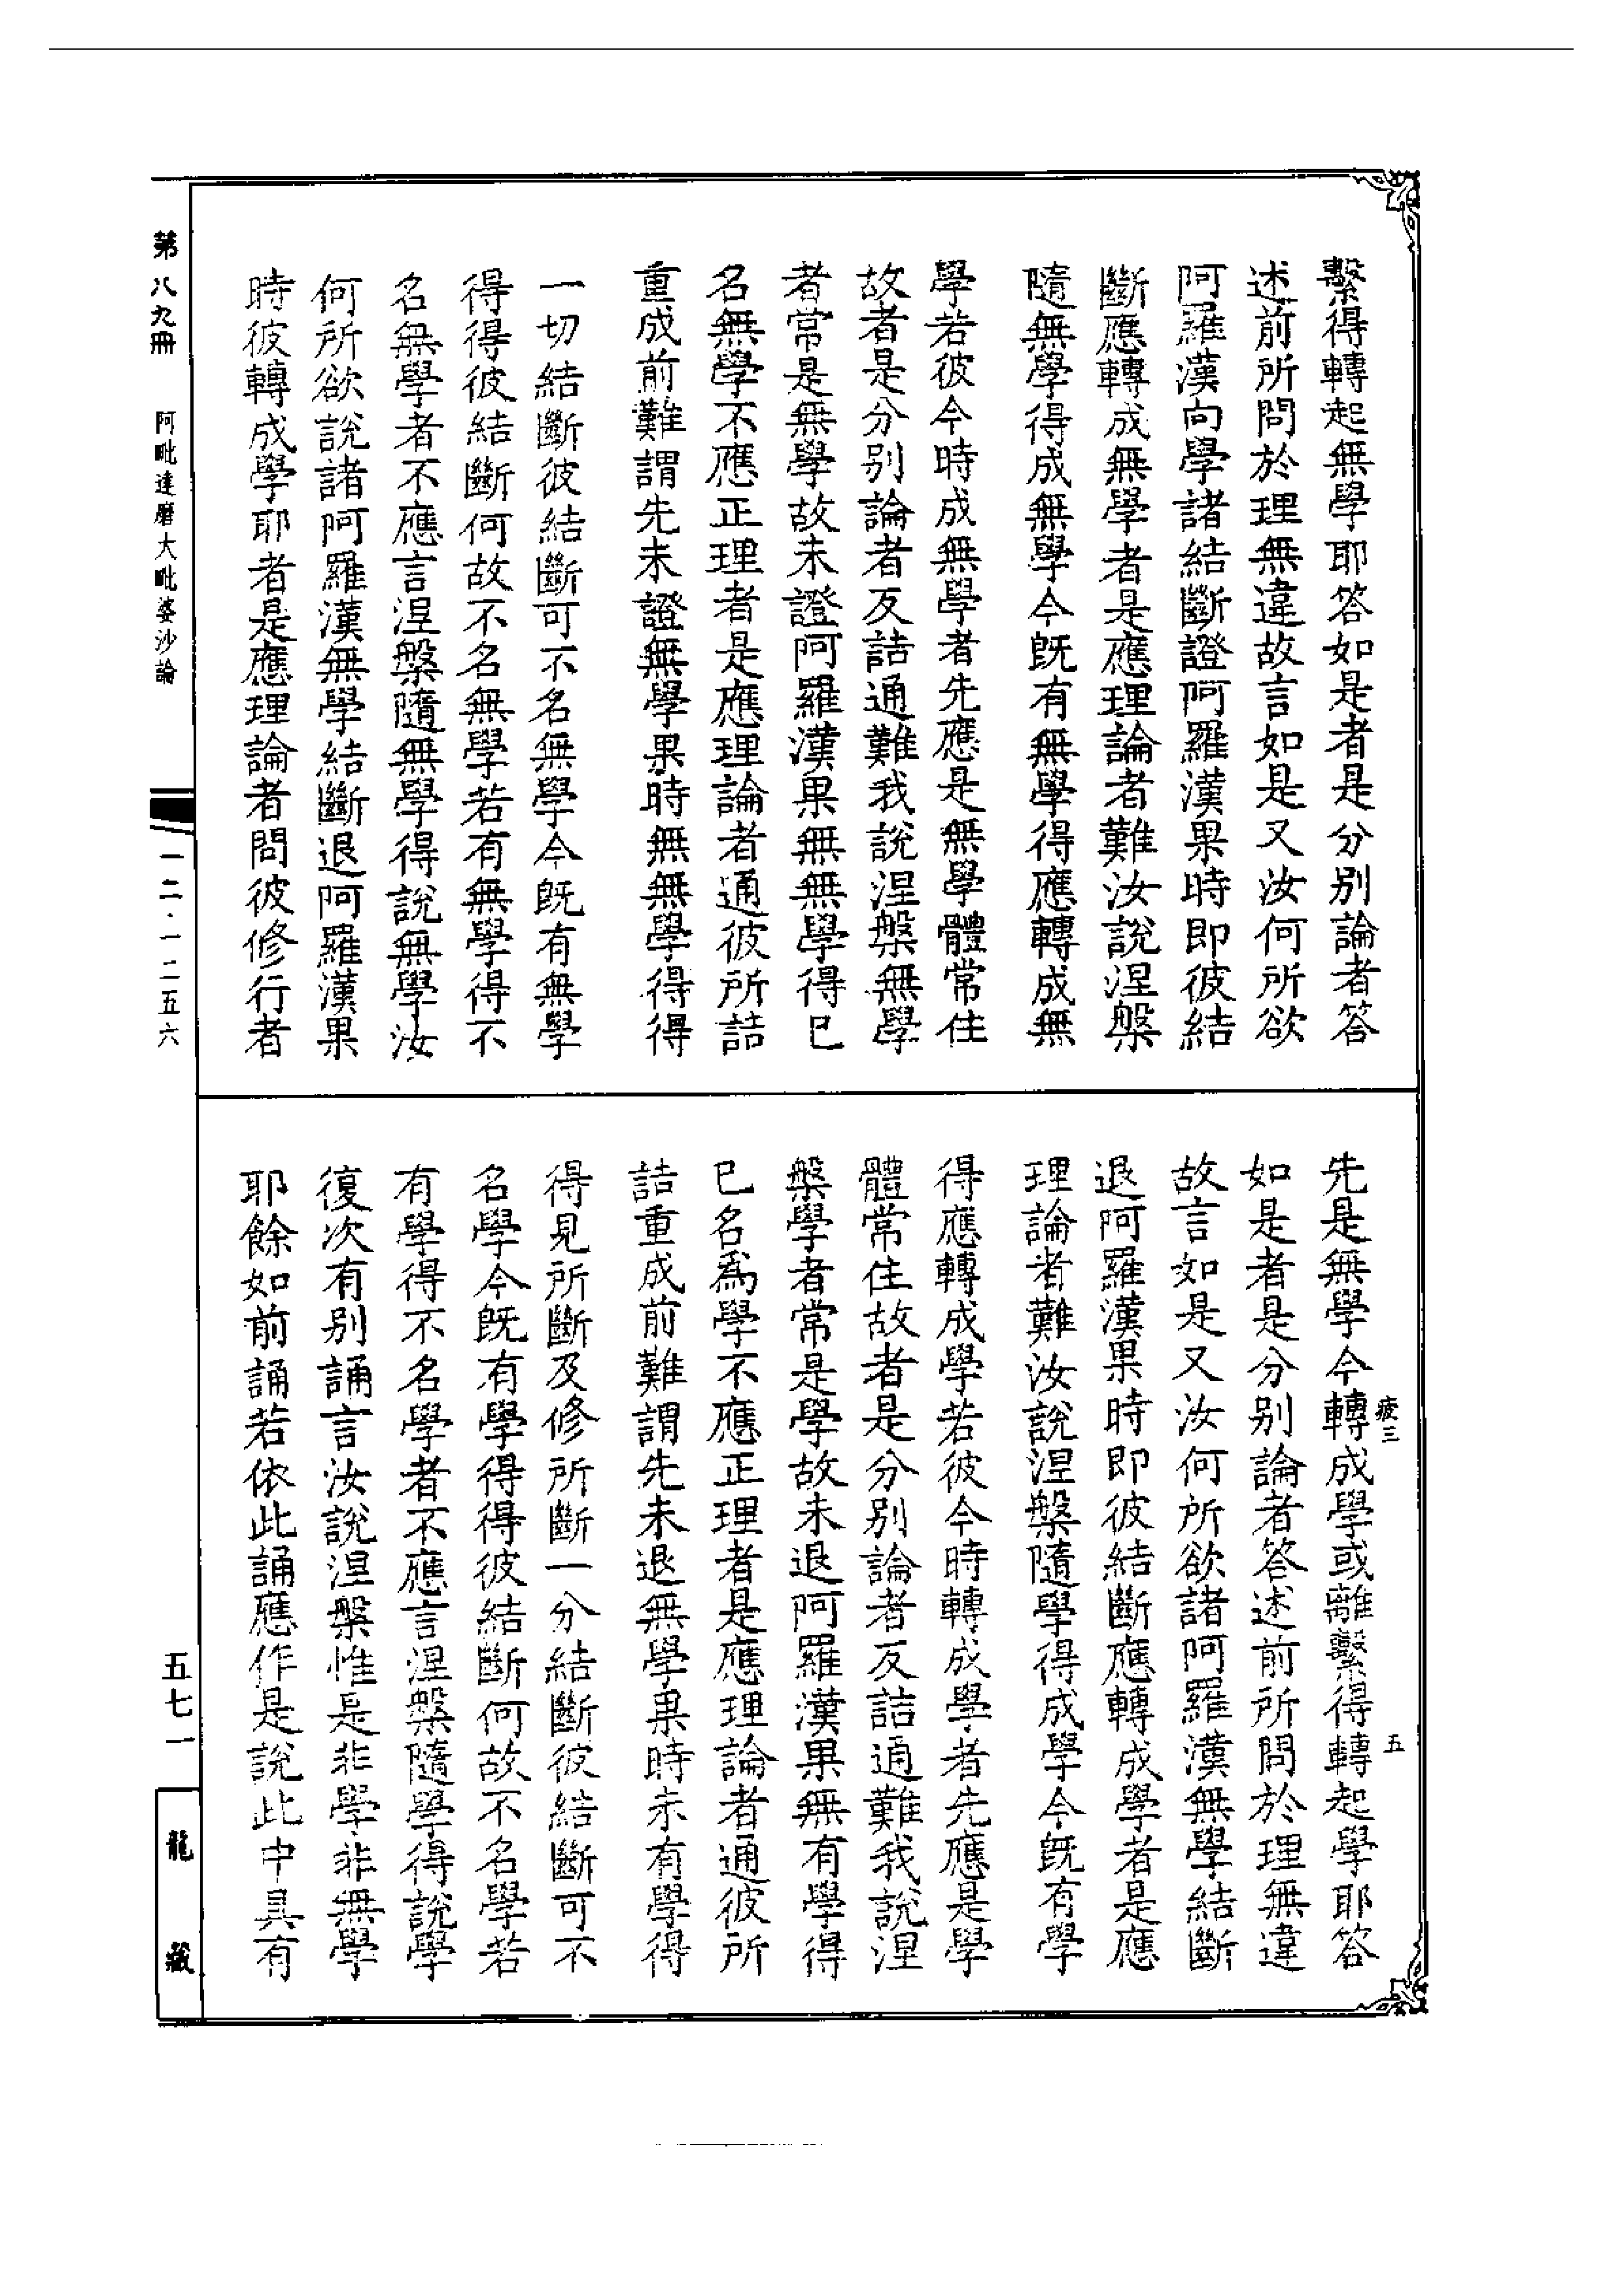 繫得轉起無學耶答如是者是分別論者答
述前所問於理無違故言如是又汝何所欲
阿羅漢向學諸結斷證阿羅漢果時即彼結
斷應轉成無學者是應理論者難汝說涅槃
隨無學得成無學今既有無學得應轉成無
學若彼今時成無學者先應是無學體常住
故者是分別論者反詰通難我說涅槃無學
者常是無學故未證阿羅漢果無無學得已
名無學不應正理者是應理論者通彼所詰
重成前難謂先未證無學果時無無學得得
一切結斷彼結斷可不名無學今既有無學
得得彼結斷何故不名無學若有無學得不
名無學者不應言涅槃隨無學得說無學汝
何所欲說諸阿羅漢無學結斷退阿羅漢果
時彼轉成學耶者是應理論者問彼修行者
先是無學今轉成學或離繫得轉起學耶答
如是者是分別論者答述前所問於理無違
故言如是又汝何所欲諸阿羅漢無學結斷
退阿羅漢果時即彼結斷應轉成學者是應
理論者難汝說涅槃隨學得成學今既有學
得應轉成學若彼今時轉成學者先應是學
體常住故者是分別論者反詰通難我說涅
槃學者常是學故未退阿羅漢果無有學得
已名爲學不應正理者是應理論者通彼所
詰重成前難謂先未退無學果時未有學得
得見所斷及修所斷一分結斷彼結斷可不
名學今既有學得得彼結斷何故不名學若
有學得不名學者不應言涅槃隨學得說學
復次有別誦言汝說涅槃惟是非學非無學
耶餘如前誦若依此誦應作是說此中具有
疲三
五
第八九冊
阿毗達磨大毗婆沙論
一二·一二五六
五七一
龍藏